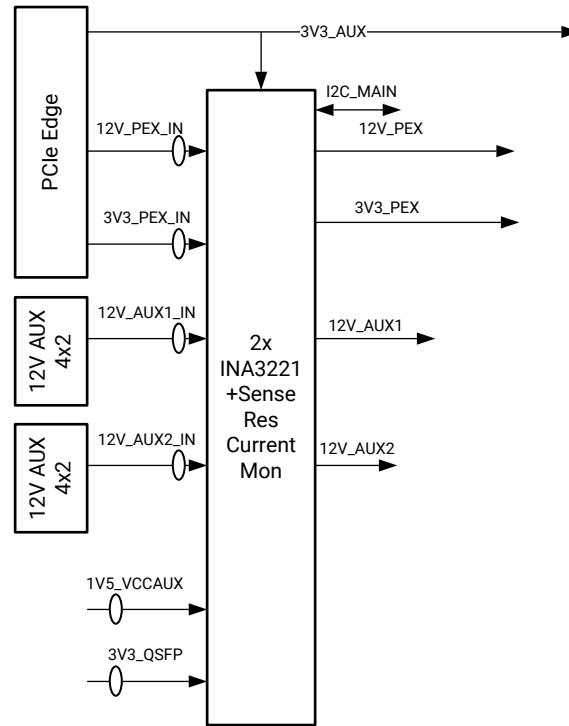 3V3_AUX
PCIe Edge
I2C_MAIN
12V_PEX_IN
12V_PEX
3V3_PEX_IN
3V3_PEX
12V AUX
4x2
12V_AUX1_IN
12V_AUX1
2x
INA3221
+Sense
Res
Current
Mon
12V AUX
4x2
12V_AUX2_IN
12V_AUX2
1V5_VCCAUX
3V3_QSFP